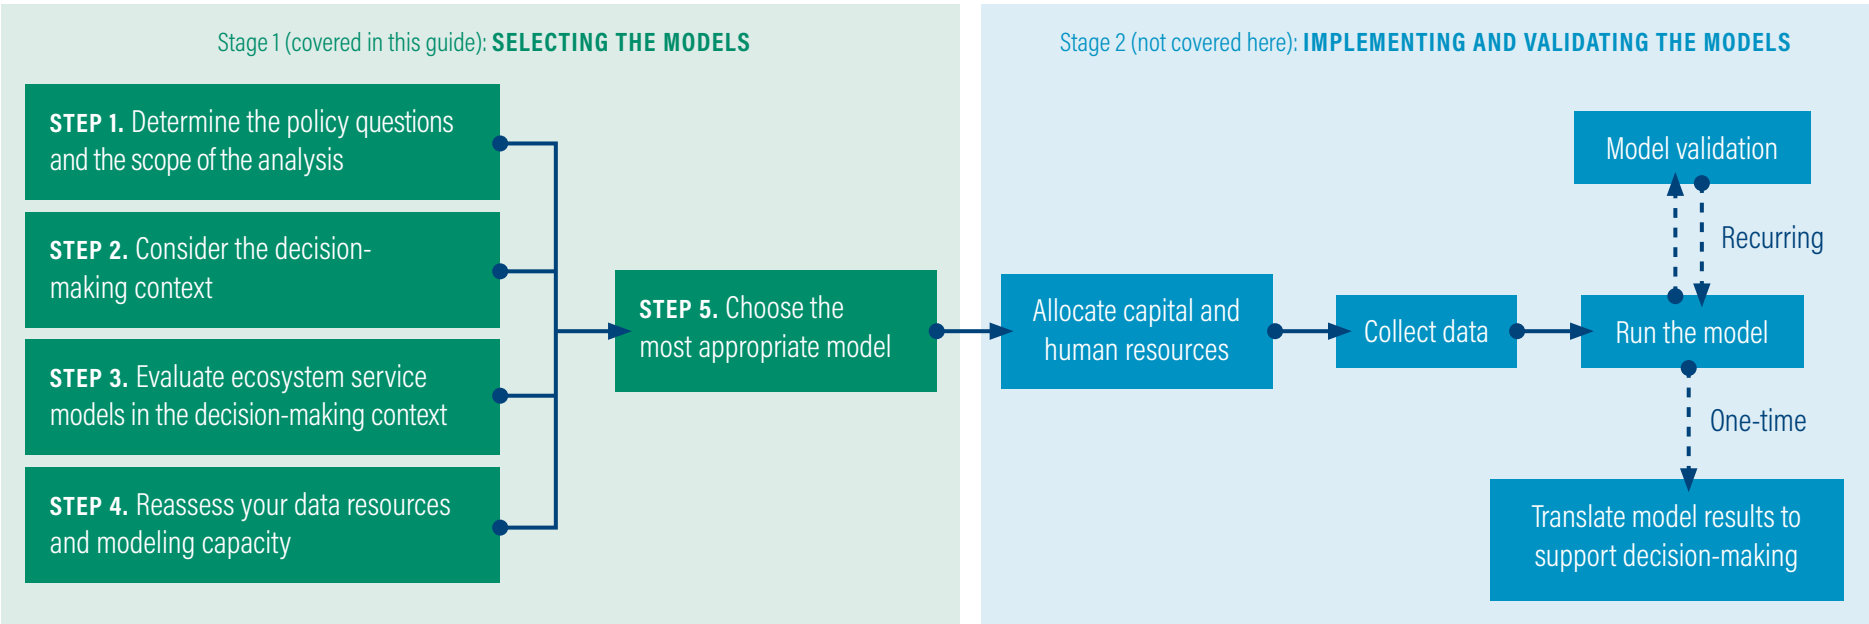 Stage 1 (covered in this guide): SELECTING THE MODELS
STEP 1. Determine the policy questions
and the scope of the analysis
STEP 2. Consider the decision-
making context
STEP 3. Evaluate ecosystem service
models in the decision-making context
STEP 4. Reassess your data resources
and modeling capacity
STEP 5. Choose the
most appropriate model
Stage 2 (not covered here): IMPLEMENTING AND VALIDATING THE MODELS
Allocate capital and
human resources
Collect data
Run the model
Model validation
Recurring
One-time
Translate model results to
support decision-making